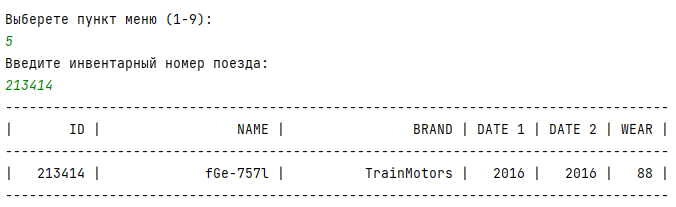 Выберете пункт меню (1-9):
5
Введите инвентарный номер поезда:
213414
-----------------------------------------------------------------------------------
|       ID |                 NAME |                BRAND | DATE 1 | DATE 2 | WEAR |
-----------------------------------------------------------------------------------
|   213414 |             fGe-757l |          TrainMotors |   2016 |   2016 |   88 |
-----------------------------------------------------------------------------------